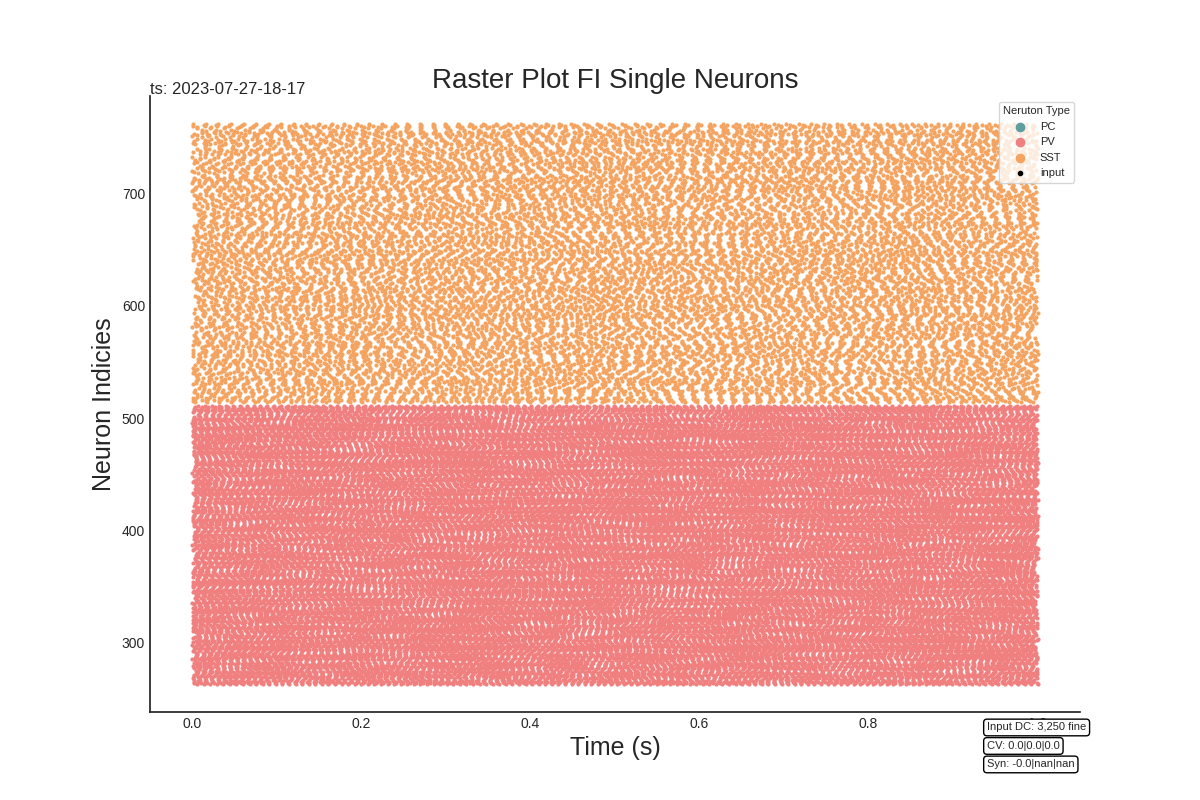 Raster Plot FI Single Neurons
ts: 2023-07-27-18-17
Neruton Type
PC
PV
SST
input
Neuron Indicies
700
600
500
400
300
0.0 0.2 0.4 0.6 0.8
Time (s)
Input DC: 3,250 fine
CV: 0.0|0.0|0.0
Syn: -0.0|nan|nan